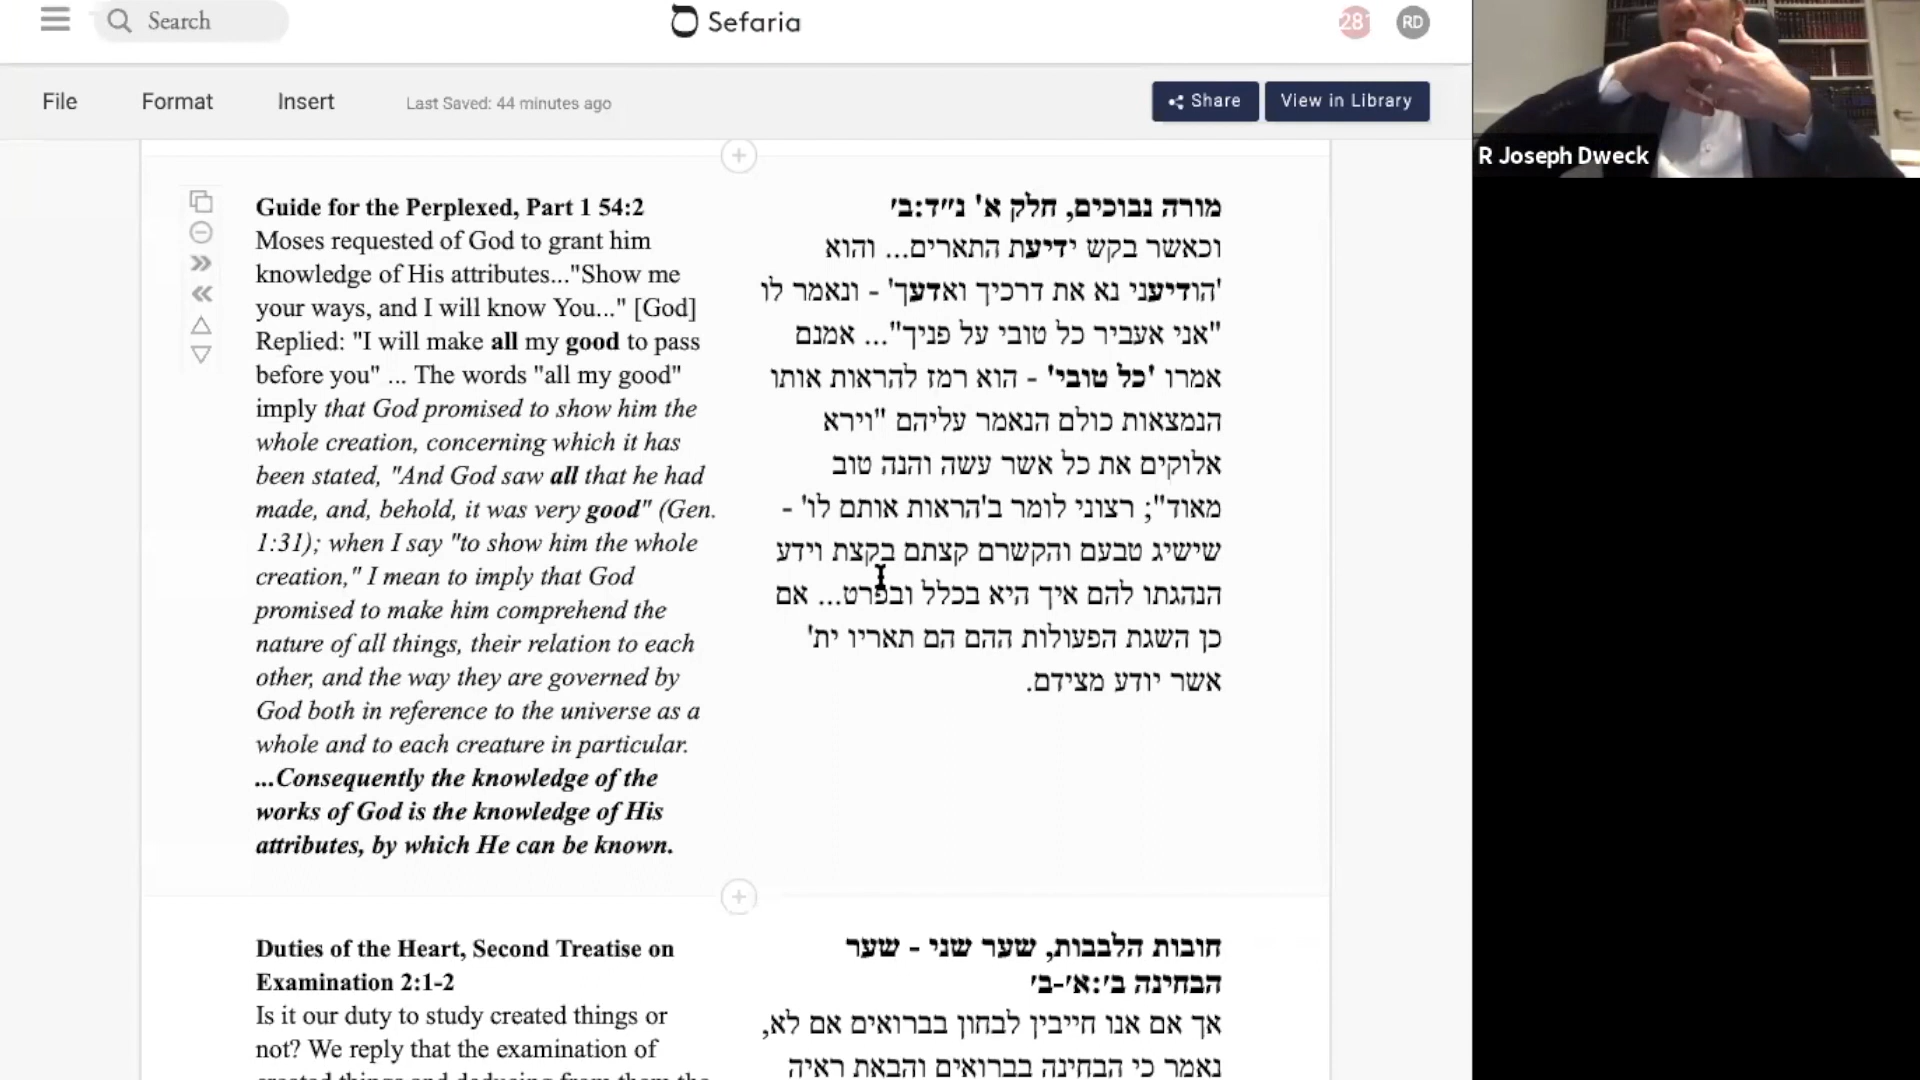 Search
Sefaria
281
RD
File
Format
Insert
Last Saved: 44 minutes ago
Share
View in Library
R Joseph Dweck
Guide for the Perplexed, Part 1 54:2
Moses requested of God to grant him
knowledge of His attributes..."Show me
your ways, and I will know You..." [God]
Replied: "I will make all my good to pass
before you" ... The words "all my good"
imply that God promised to show him the
whole creation, concerning which it has
been stated, "And God saw all that he had
made, and, behold, it was very good" (Gen.
1:31); when I say "to show him the whole
creation," I mean to imply that God
promised to make him comprehend the
nature of all things, their relation to each
other, and the way they are governed by
God both in reference to the universe as a
whole and to each creature in particular.
...Consequently the knowledge of the
works of God is the knowledge of His
attributes, by which He can be known.
מורה נבוכים, חלק א' נ״ד:ב׳
וכאשר בקש ידיעת התארים... והוא
'הודיעני נא את דרכיך ואדעך' - ונאמר לו
"אני אעביר כל טובי על פניך"... אמנם
אמרו 'כל טובי' - הוא רמז להראות אותו
הנמצאות כולם הנאמר עליהם "וירא
אלוקים את כל אשר עשה והנה טוב
מאוד"; רצוני לומר ב'הראות אותם לו' -
שישיג טבעם והקשרם קצתם בקצת וידע
הנהגתו להם איך היא בכלל ובפרט... אם
כן השגת הפעולות ההם הם תאריו ית'
אשר יודע מצידם.
Duties of the Heart, Second Treatise on
Examination 2:1-2
Is it our duty to study created things or
not? We reply that the examination of
created things and deducing from them the
חובות הלבבות, שער שני - שער
הבחינה ב׳:א׳-ב׳
אך אם אנו חייבין לבחון בברואים אם לא,
נאמר כי הבחינה בברואים והבאת ראיה